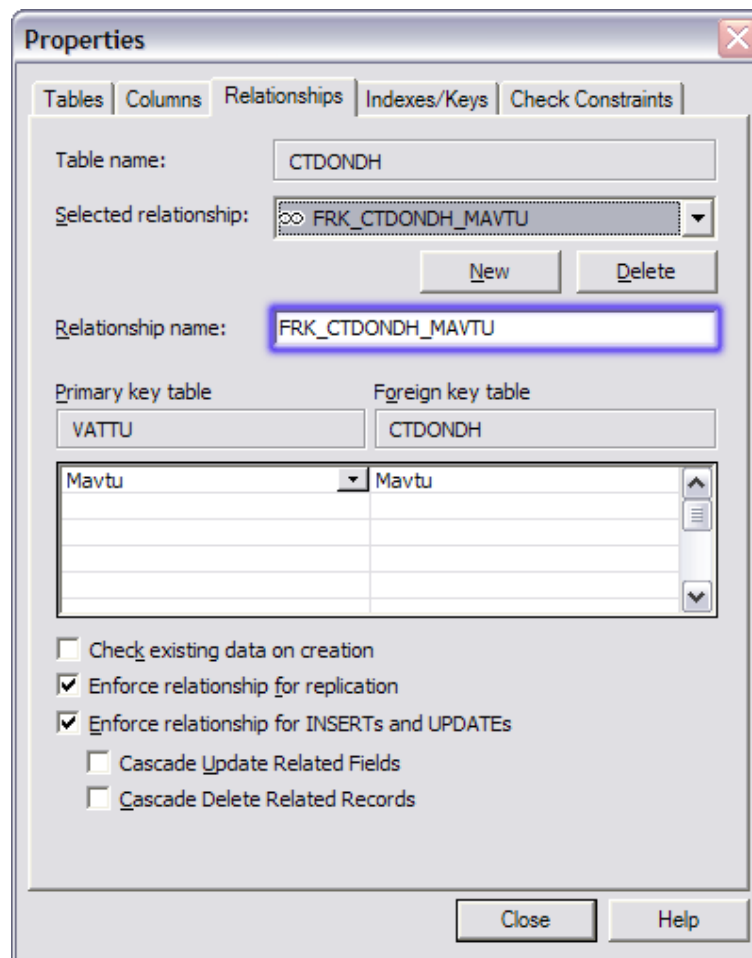 Properties
Tables Columns Relationships Indexes/Keys Check Constraints
Table name: CTDONDH
Selected relationship: FRK_CTDONDH_MAVTU
New Delete
Relationship name: FRK_CTDONDH_MAVTU
Primary key table Foreign key table
VATTU CTDONDH
Mavtu Mavtu
Check existing data on creation
Enforce relationship for replication
Enforce relationship for INSERTs and UPDATEs
Cascade Update Related Fields
Cascade Delete Related Records
Close Help